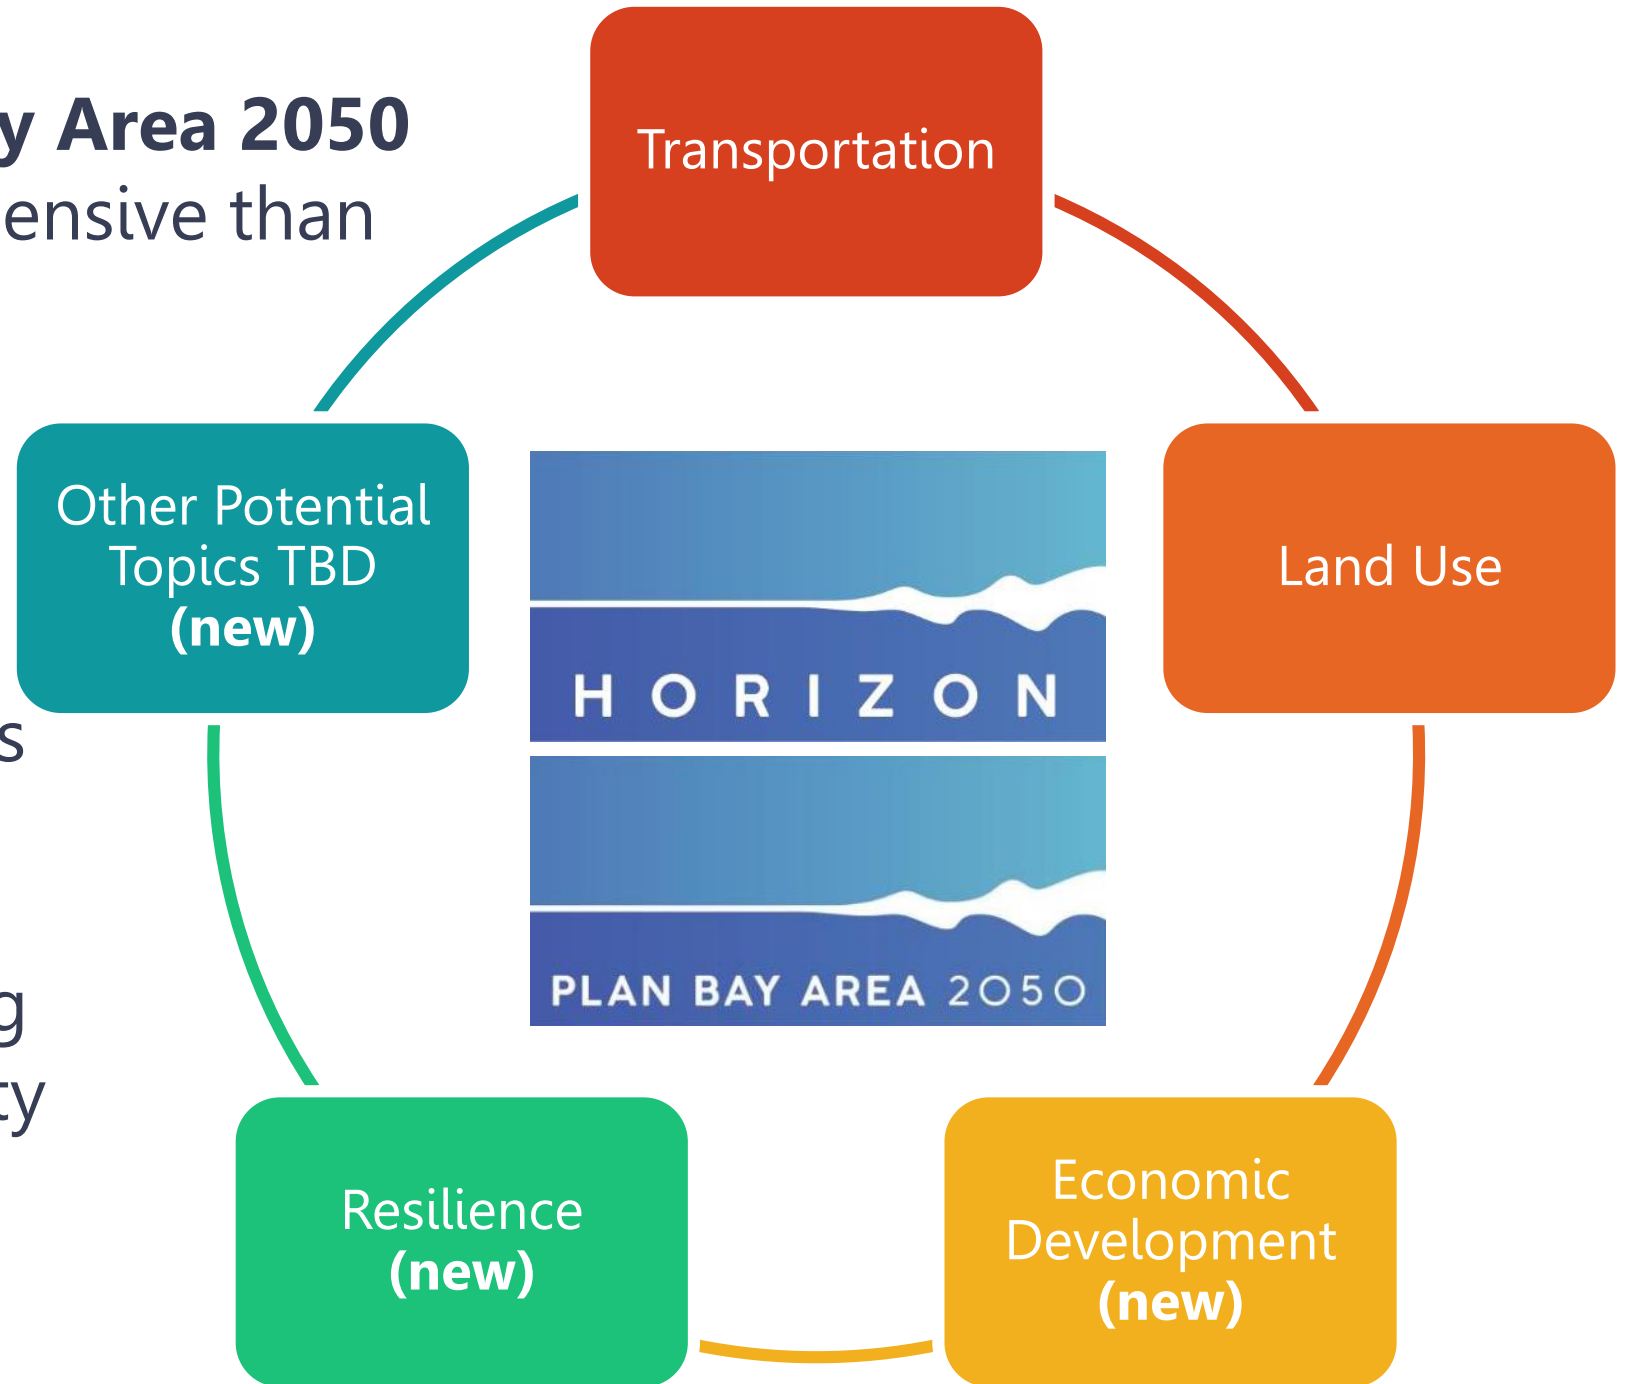 y Area 2050
ensive than
s
g
ty
Transportation
Land Use
Economic
Development
(new)
Resilience
(new)
Other Potential
Topics TBD
(new)
HORIZON
PLAN BAY AREA 2050